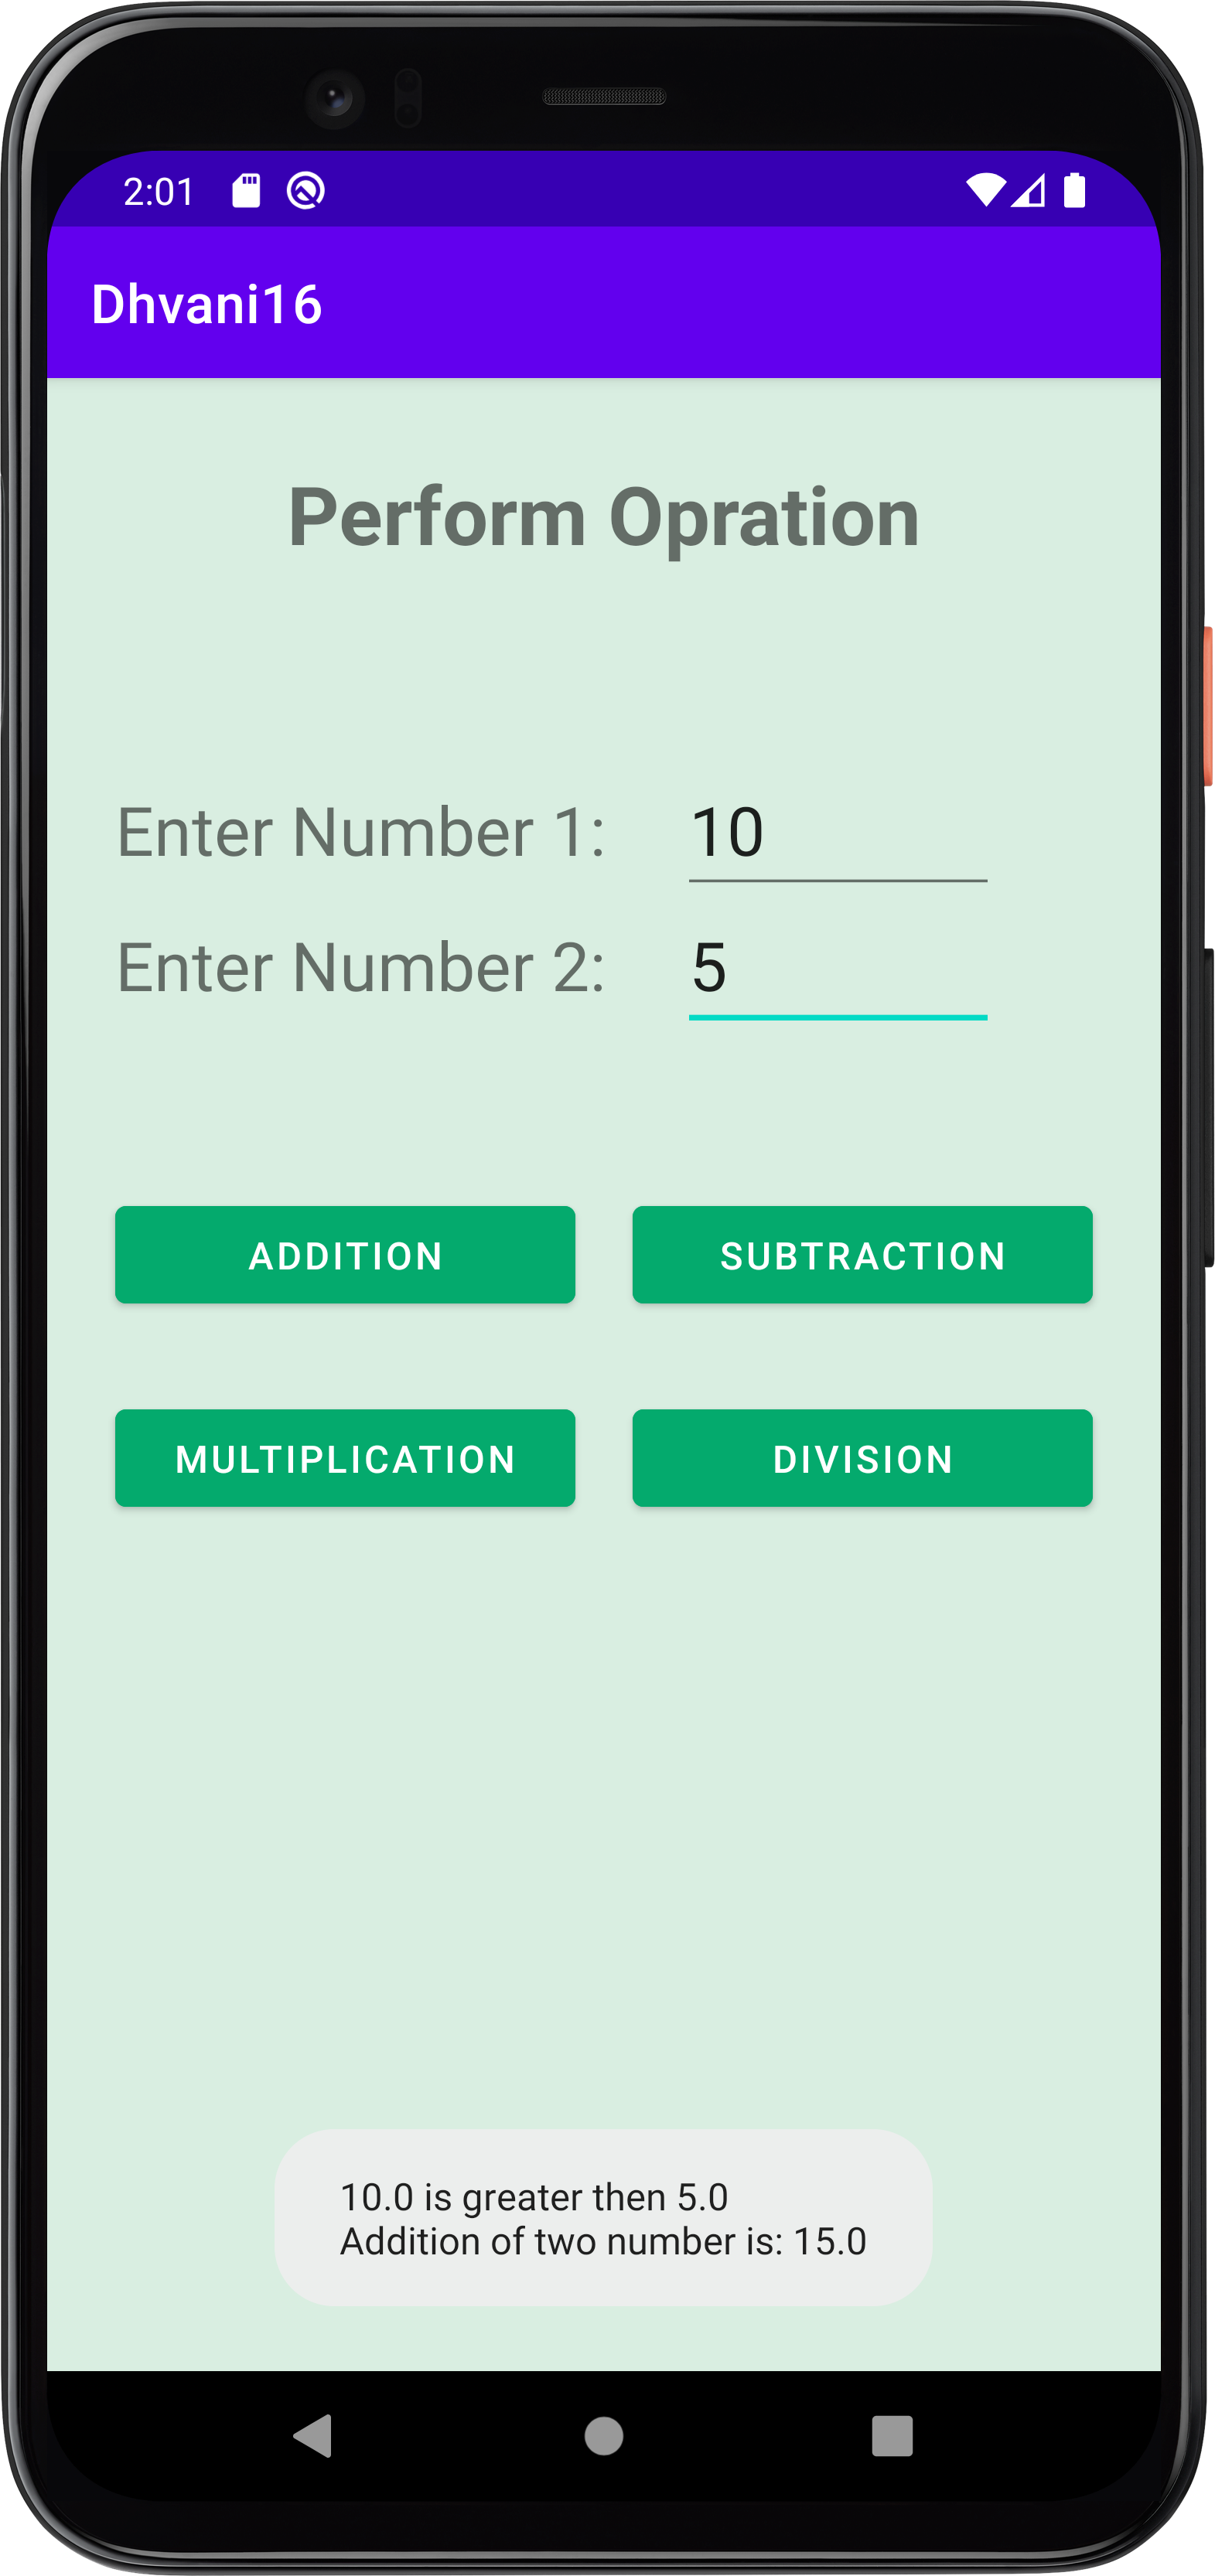 2:01
Dhvani16
Perform Opration
Enter Number 1: 10
Enter Number 2: 5
ADDITION SUBTRACTION
MULTIPLICATION DIVISION
10.0 is greater then 5.0
Addition of two number is: 15.0